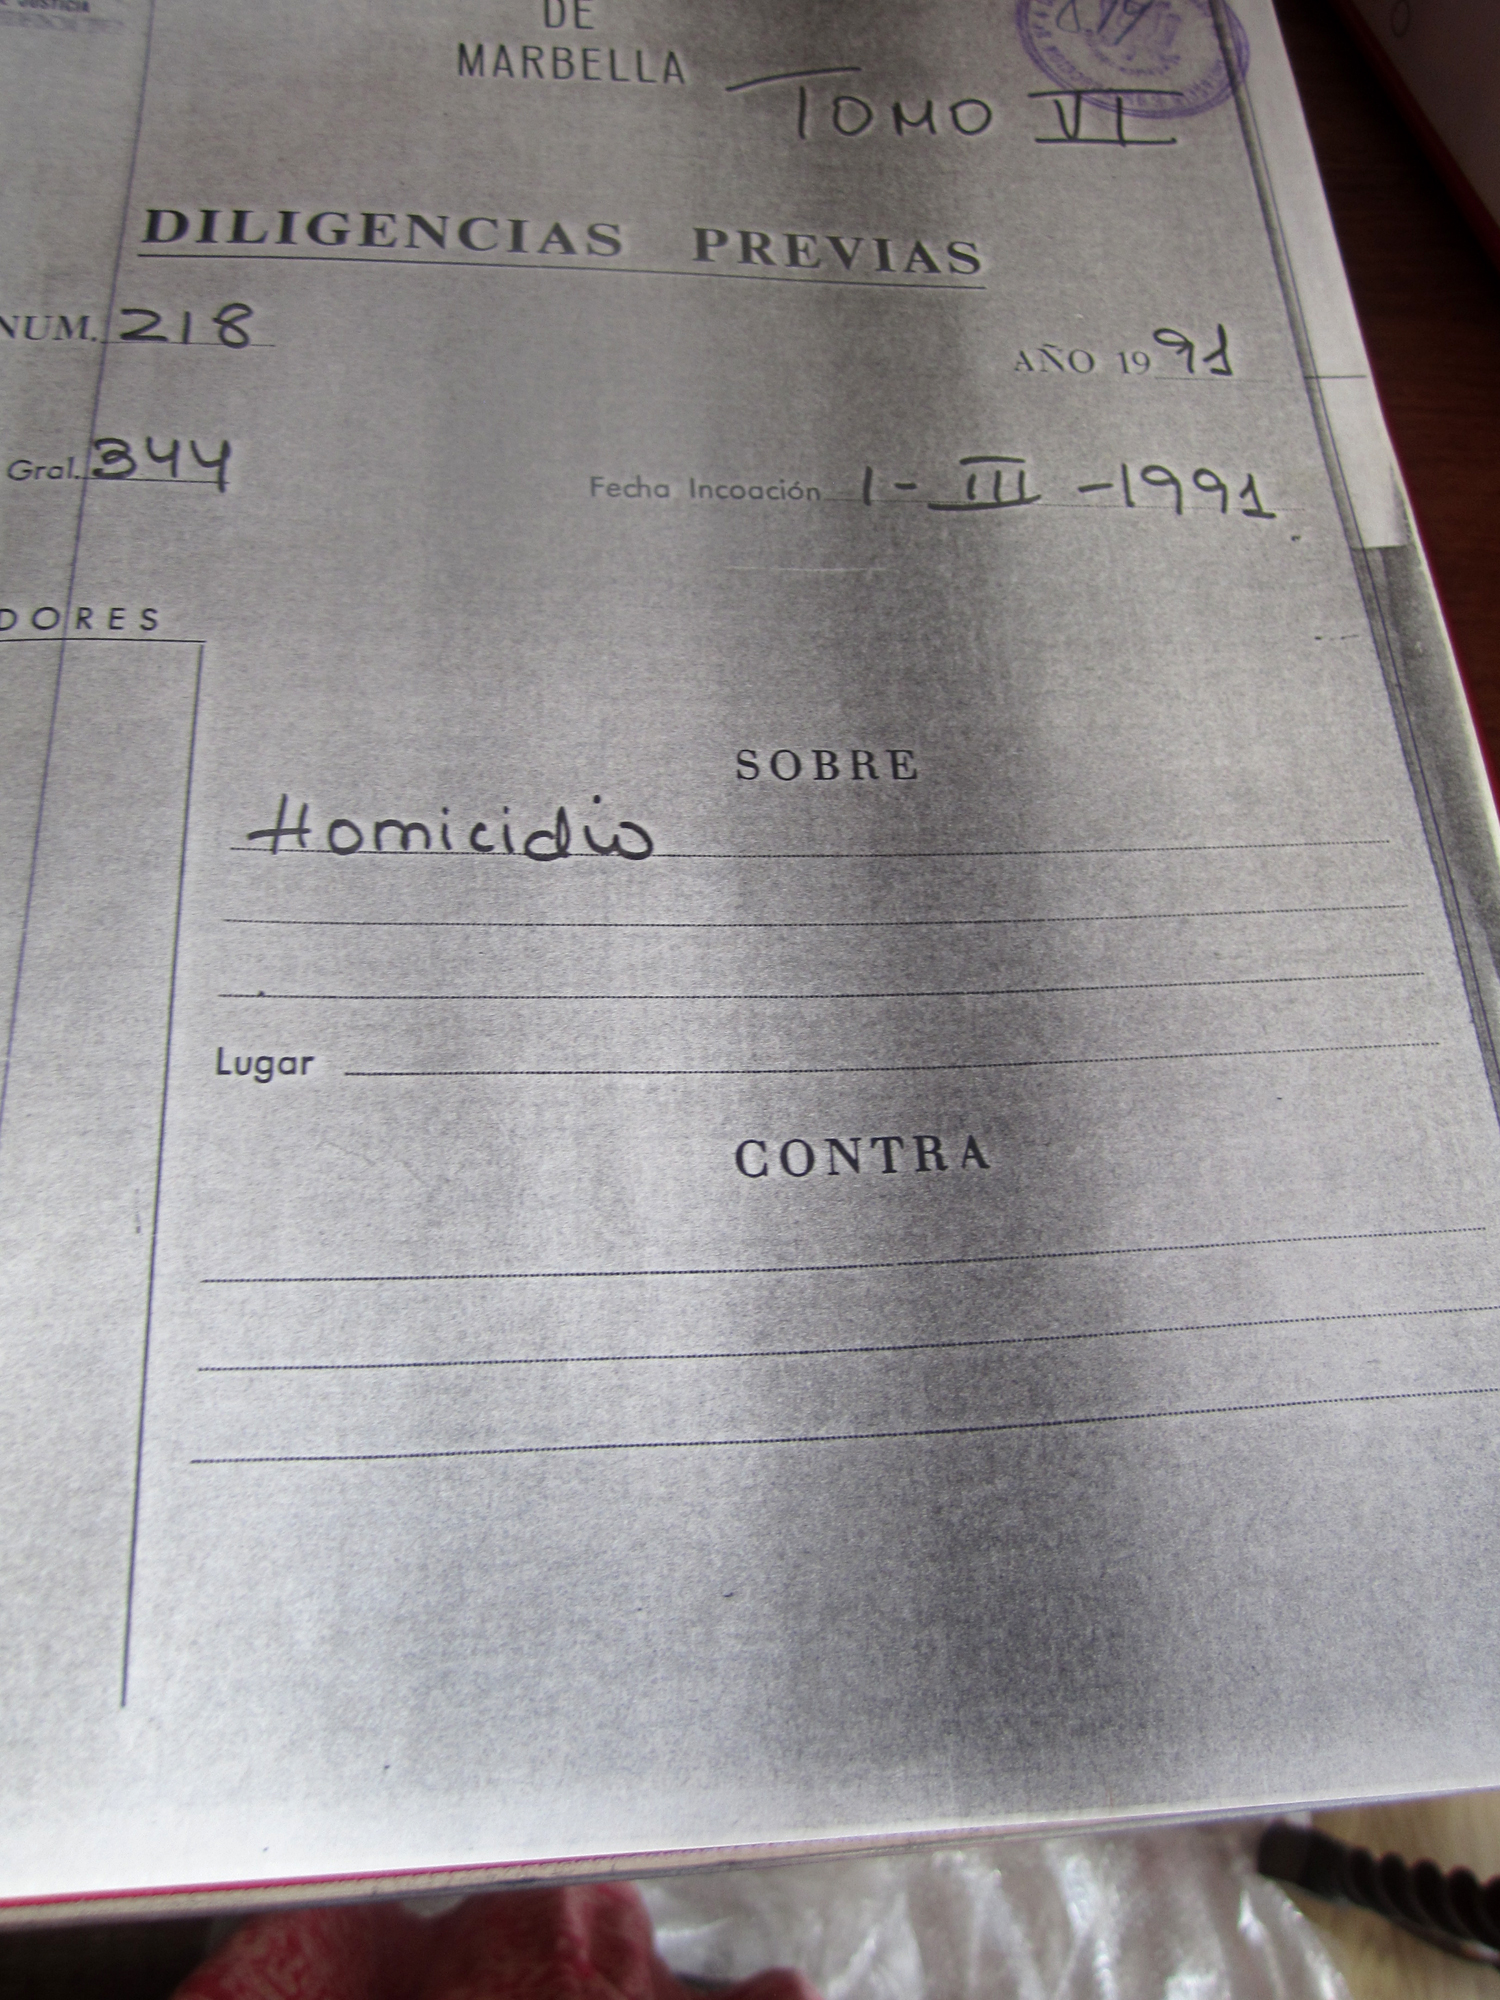 DE
MARBELLA
TOMO VI
DILIGENCIAS PREVIAS
NUM. 218
AÑO 1991
Gral. 344
Fecha Incoación 1-III-1991
DORES
SOBRE
Homicidio
Lugar
CONTRA